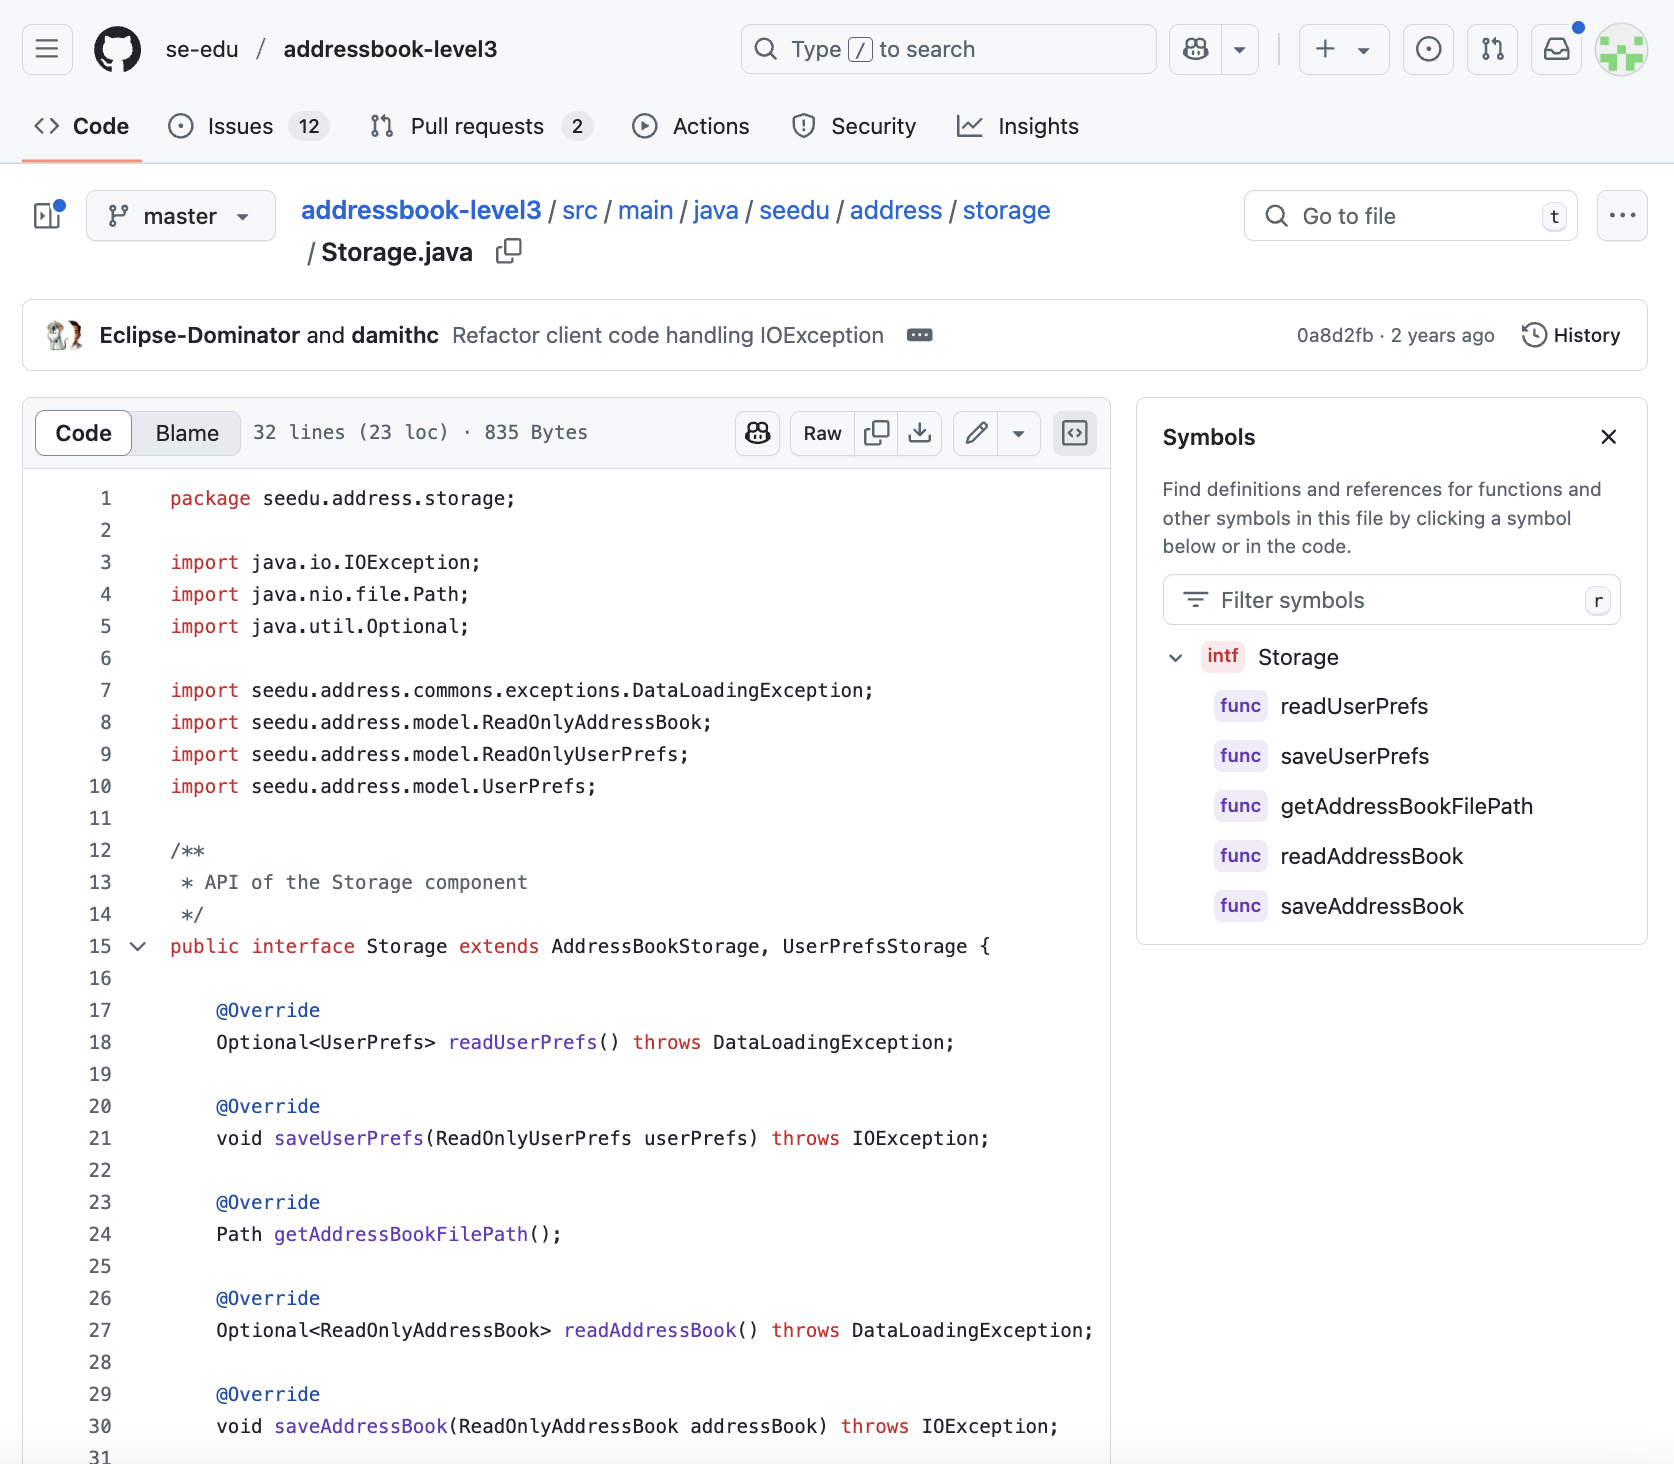 se-edu / addressbook-level3
Type / to search
Code
Issues 12
Pull requests 2
Actions
Security
Insights
master
addressbook-level3 / src / main / java / seedu / address / storage
/ Storage.java
Go to file t
Eclipse-Dominator and damithc Refactor client code handling IOException
0a8d2fb · 2 years ago
History
Code
Blame
32 lines (23 loc) · 835 Bytes
Raw
1 package seedu.address.storage;
2
3 import java.io.IOException;
4 import java.nio.file.Path;
5 import java.util.Optional;
6
7 import seedu.address.commons.exceptions.DataLoadingException;
8 import seedu.address.model.ReadOnlyAddressBook;
9 import seedu.address.model.ReadOnlyUserPrefs;
10 import seedu.address.model.UserPrefs;
11
12 /**
13 * API of the Storage component
14 */
15 public interface Storage extends AddressBookStorage, UserPrefsStorage {
16
17 @Override
18 Optional<UserPrefs> readUserPrefs() throws DataLoadingException;
19
20 @Override
21 void saveUserPrefs(ReadOnlyUserPrefs userPrefs) throws IOException;
22
23 @Override
24 Path getAddressBookFilePath();
25
26 @Override
27 Optional<ReadOnlyAddressBook> readAddressBook() throws DataLoadingException;
28
29 @Override
30 void saveAddressBook(ReadOnlyAddressBook addressBook) throws IOException;
31
Symbols
Find definitions and references for functions and
other symbols in this file by clicking a symbol
below or in the code.
Filter symbols r
intf Storage
func readUserPrefs
func saveUserPrefs
func getAddressBookFilePath
func readAddressBook
func saveAddressBook